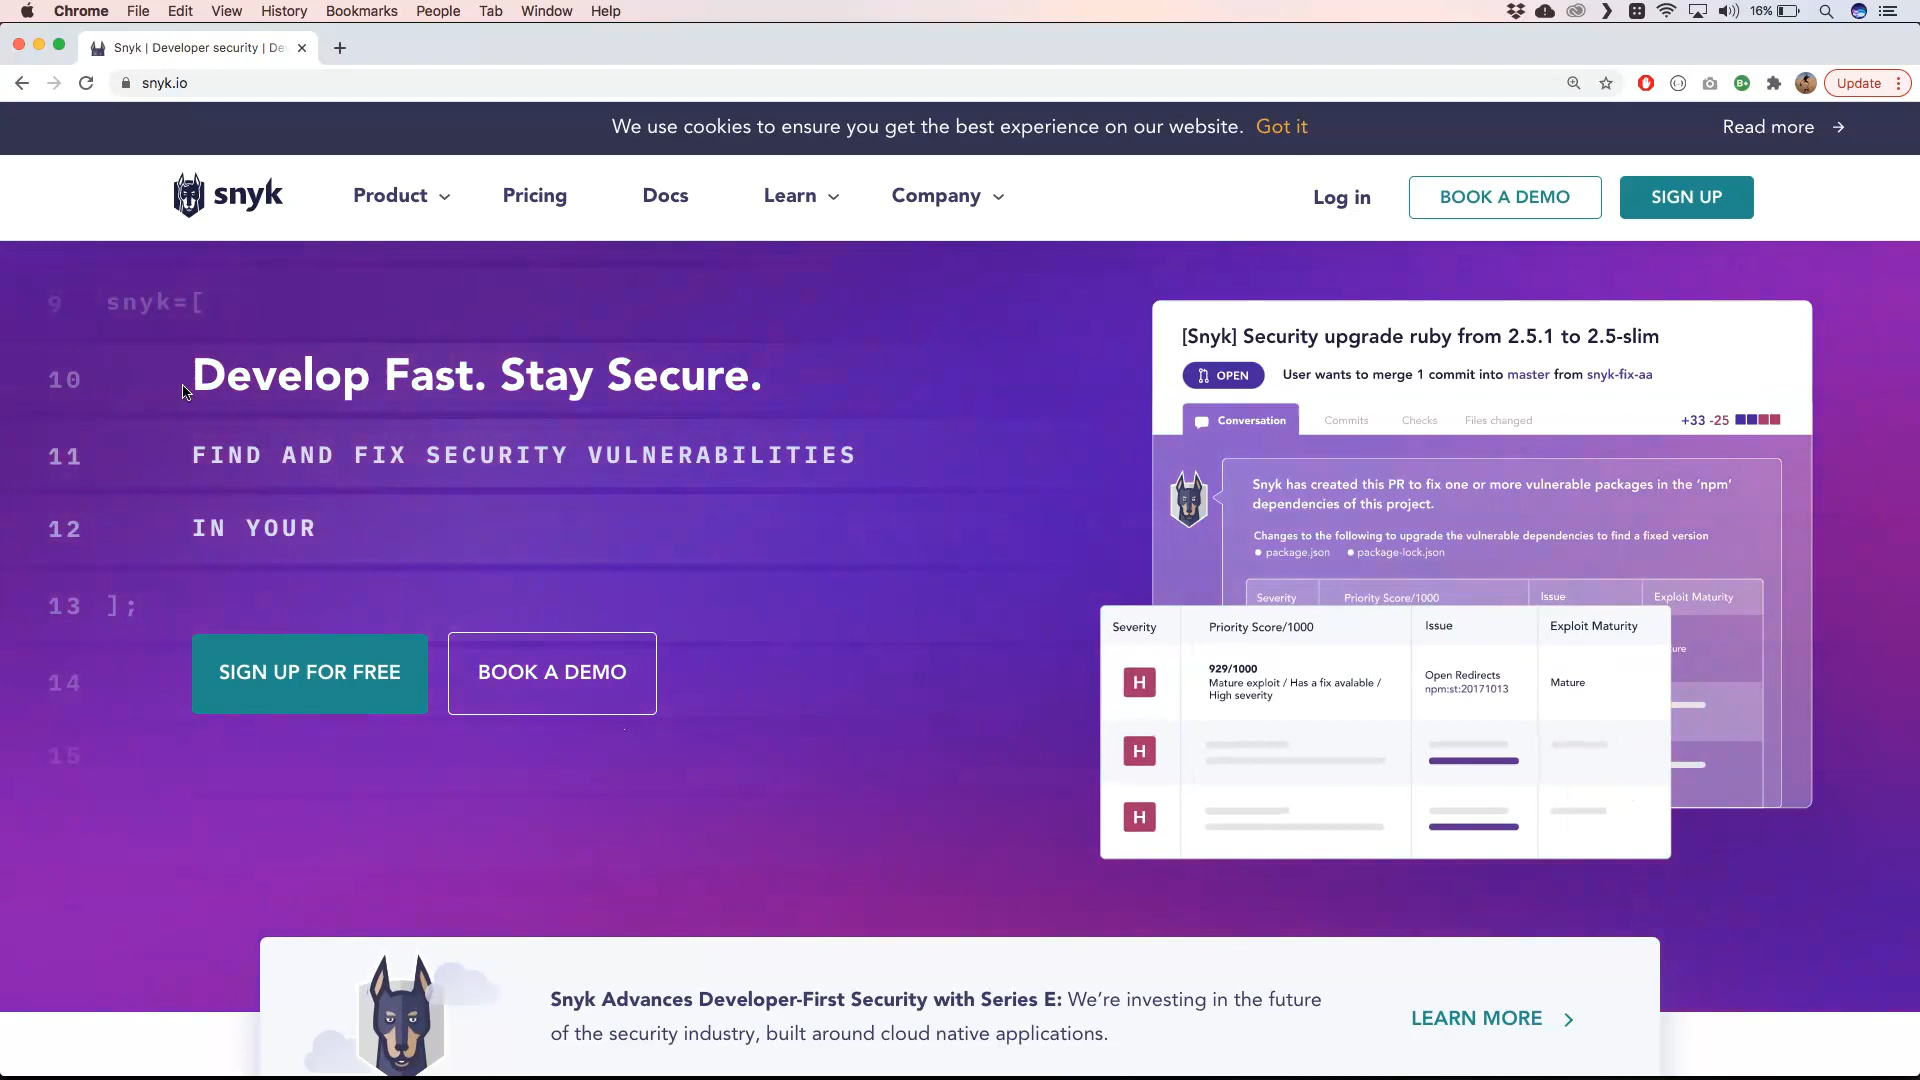 Chrome File Edit View History Bookmarks People Tab Window Help 16%
Snyk | Developer security | De
snyk.io Update
We use cookies to ensure you get the best experience on our website. Got it Read more
snyk Product Pricing Docs Learn Company Log in BOOK A DEMO SIGN UP
9 snyk=[
10 Develop Fast. Stay Secure.
11 FIND AND FIX SECURITY VULNERABILITIES
12 IN YOUR
13 ];
SIGN UP FOR FREE BOOK A DEMO
14
15
[Snyk] Security upgrade ruby from 2.5.1 to 2.5-slim
OPEN User wants to merge 1 commit into master from snyk-fix-aa
Conversation Commits Checks Files changed +33 -25
Snyk has created this PR to fix one or more vulnerable packages in the ‘npm’
dependencies of this project.
Changes to the following to upgrade the vulnerable dependencies to find a fixed version
package.json package-lock.json
Severity Priority Score/1000 Issue Exploit Maturity
ure
Severity Priority Score/1000 Issue Exploit Maturity
H 929/1000
Mature exploit / Has a fix avalable /
High severity
Open Redirects
npm:st:20171013
Mature
H
H
Snyk Advances Developer-First Security with Series E: We’re investing in the future
of the security industry, built around cloud native applications.
LEARN MORE